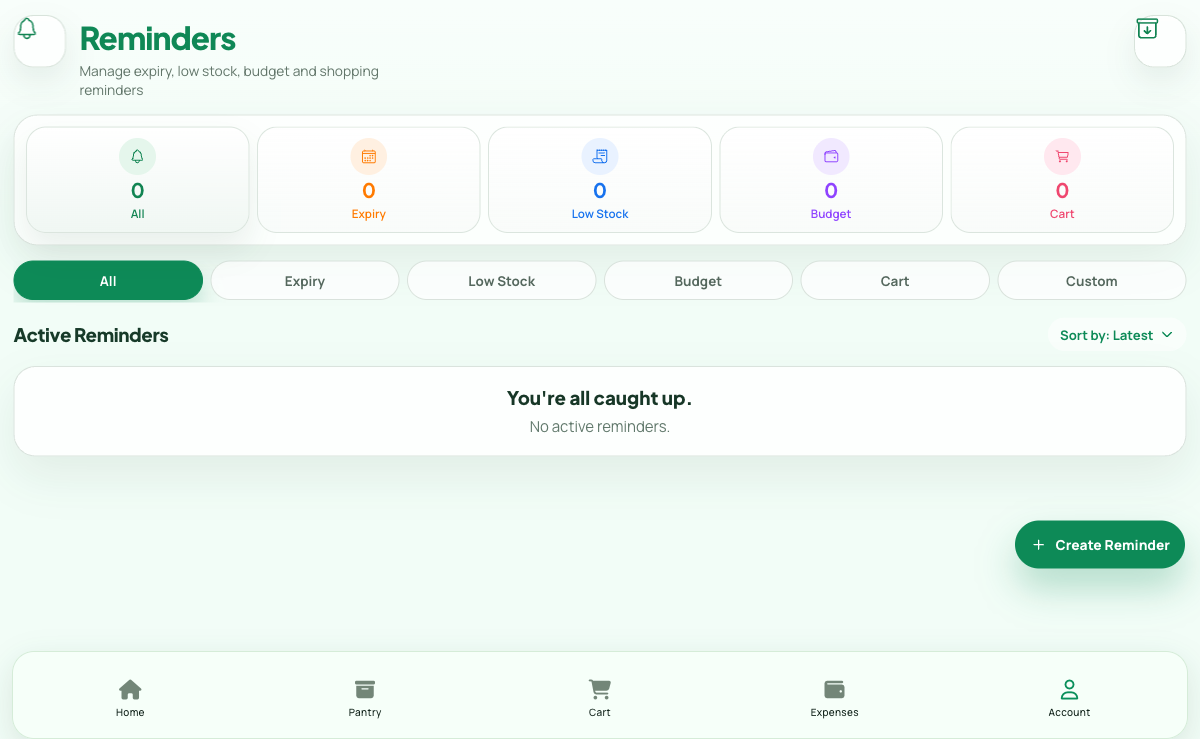 Reminders
Manage expiry, low stock, budget and shopping
reminders
0
All
0
Expiry
0
Low Stock
0
Budget
0
Cart
All
Expiry
Low Stock
Budget
Cart
Custom
Active Reminders
Sort by: Latest
You're all caught up.
No active reminders.
+ Create Reminder
Home
Pantry
Cart
Expenses
Account